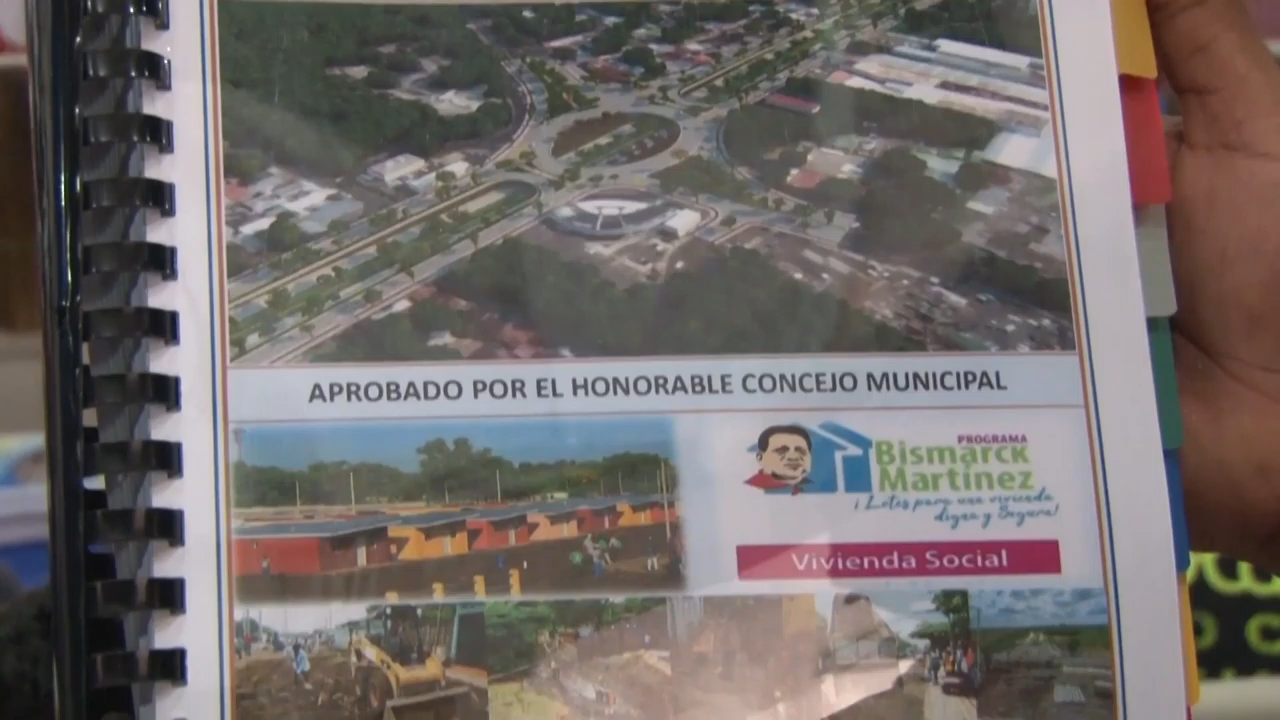 APROBADO POR EL HONORABLE CONCEJO MUNICIPAL
PROGRAMA
Bismarck
Martínez
¡Lotes para una vivienda
digna y Segura!
Vivienda Social